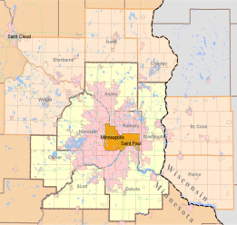 Saint Cloud
Isanti
Sherburne
Chisago
Wright
Anoka
Ramsey
Hennepin
Washington
St. Croix
Minneapolis
Saint Paul
Carver
Scott
Dakota
Pierce
Wisconsin
Minnesota